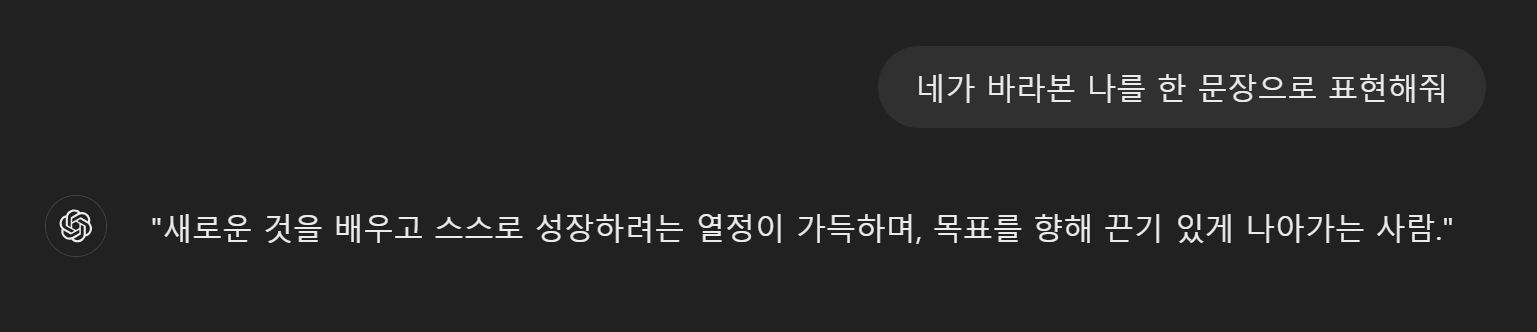 네가 바라본 나를 한 문장으로 표현해줘
"새로운 것을 배우고 스스로 성장하려는 열정이 가득하며, 목표를 향해 끈기 있게 나아가는 사람."